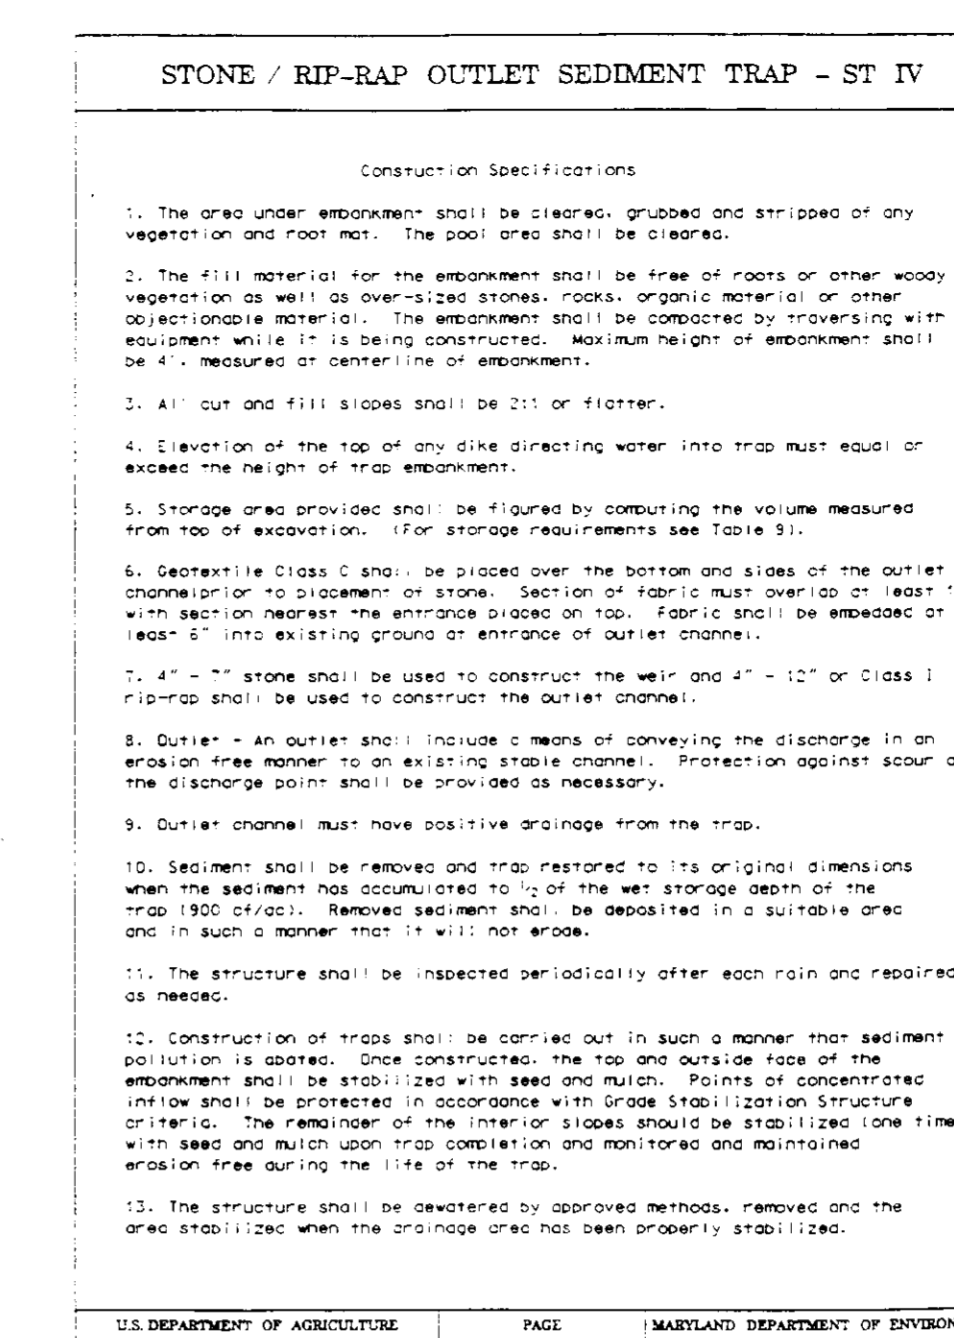 STONE / RIP-RAP OUTLET SEDIMENT TRAP - ST IV
Constuction Specifications
1. The area under embankment shall be cleared, grubbed and stripped of any
vegetation and root mat. The pool area shall be cleared.
2. The fill material for the embankment shall be free of roots or other woody
vegetation as well as over-sized stones, rocks, organic material or other
objectionable material. The embankment shall be compacted by traversing with
equipment while it is being constructed. Maximum height of embankment shall
be 4', measured at centerline of embankment.
3. All cut and fill slopes shall be 2:1 or flatter.
4. Elevation of the top of any dike directing water into trap must equal or
exceed the height of trap embankment.
5. Storage area provided shall be figured by computing the volume measured
from top of excavation. (For storage requirements see Table 9).
6. Geotextile Class C shall be placed over the bottom and sides of the outlet
channelprior to placement of stone. Section of fabric must overlap at least
with section nearest the entrance placed on top. Fabric shall be embedded at
least 6" into existing ground at entrance of outlet channel.
7. 4" - 7" stone shall be used to construct the weir and 4" - 12" or Class I
rip-rap shall be used to construct the outlet channel.
8. Outlet - An outlet shall include a means of conveying the discharge in an
erosion free manner to an existing stable channel. Protection against scour
the discharge point shall be provided as necessary.
9. Outlet channel must have positive drainage from the trap.
10. Sediment shall be removed and trap restored to its original dimensions
when the sediment has accumulated to ½ of the wet storage depth of the
trap (900 cf/ac). Removed sediment shall be deposited in a suitable area
and in such a manner that it will not erode.
11. The structure shall be inspected periodically after each rain and repaired
as needed.
12. Construction of traps shall be carried out in such a manner that sediment
pollution is abated. Once constructed, the top and outside face of the
embankment shall be stabilized with seed and mulch. Points of concentrated
inflow shall be protected in accordance with Grade Stabilization Structure
criteria. The remainder of the interior slopes should be stabilized (one time
with seed and mulch upon trap completion and monitored and maintained
erosion free during the life of the trap.
13. The structure shall be dewatered by approved methods, removed and the
area stabilized when the drainage area has been properly stabilized.
U.S. DEPARTMENT OF AGRICULTURE PAGE MARYLAND DEPARTMENT OF ENVIRON